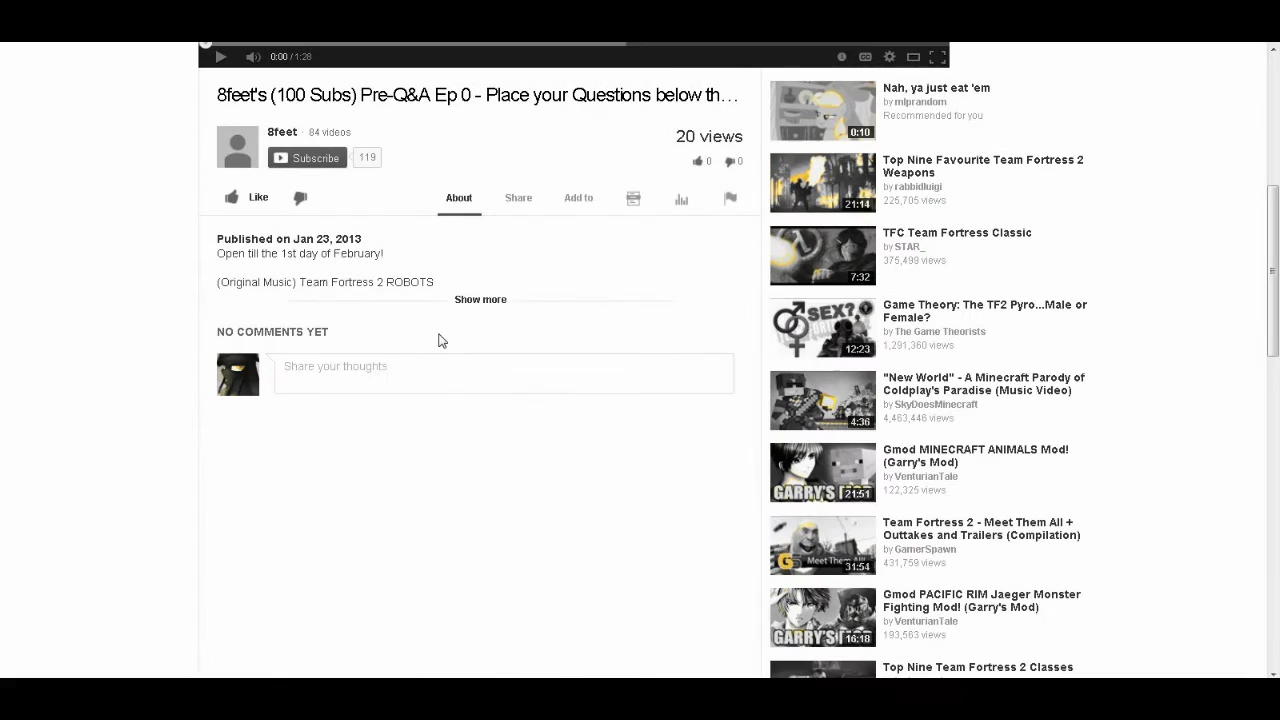 0:00 / 1:28
8feet's (100 Subs) Pre-Q&A Ep 0 - Place your Questions below th...
8feet · 84 videos
Subscribe 119
20 views
0 0
Like
About Share Add to
Published on Jan 23, 2013
Open till the 1st day of February!
(Original Music) Team Fortress 2 ROBOTS
Show more
NO COMMENTS YET
Share your thoughts
0:10
Nah, ya just eat 'em
by mlprandom
Recommended for you
21:14
Top Nine Favourite Team Fortress 2
Weapons
by rabbidluigi
225,705 views
7:32
TFC Team Fortress Classic
by STAR_
375,499 views
SEX?
12:23
Game Theory: The TF2 Pyro...Male or
Female?
by The Game Theorists
1,291,360 views
4:36
"New World" - A Minecraft Parody of
Coldplay's Paradise (Music Video)
by SkyDoesMinecraft
4,463,446 views
GARRY'S MOD
21:51
Gmod MINECRAFT ANIMALS Mod!
(Garry's Mod)
by VenturianTale
122,325 views
Meet Them All!
31:54
Team Fortress 2 - Meet Them All +
Outtakes and Trailers (Compilation)
by GamerSpawn
431,759 views
GARRY'S MOD
16:18
Gmod PACIFIC RIM Jaeger Monster
Fighting Mod! (Garry's Mod)
by VenturianTale
193,563 views
Top Nine Team Fortress 2 Classes